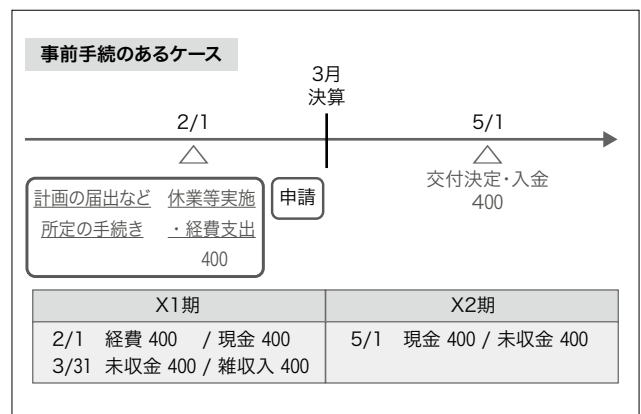 事前手続のあるケース
3月
決算
2/1
5/1
計画の届出など 休業等実施
所定の手続き ・経費支出
400
申請
交付決定・入金
400
X1期 X2期
2/1 経費 400 / 現金 400
3/31 未収金 400 / 雑収入 400
5/1 現金 400 / 未収金 400